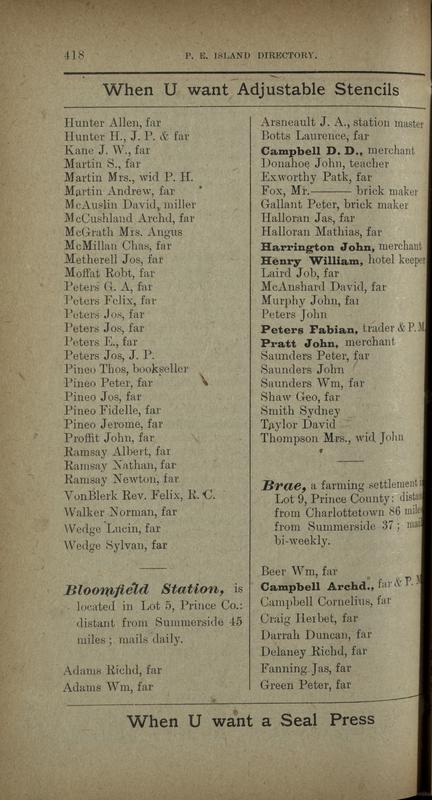 418 P. E. ISLAND DIRECTORY.
When U want Adjustable Stencils
Hunter Allen, far
Hunter H., J. P. & far
Kane J. W., far
Martin S., far
Martin Mrs., wid P. H.
Martin Andrew, far
McAuslin David, miller
McCushland Archd, far
McGrath Mrs. Angus
McMillan Chas, far
Metherell Jos, far
Moffat Robt, far
Peters G. A, far
Peters Felix, far
Peters Jos, far
Peters Jos, far
Peters E., far
Peters Jos, J. P.
Pineo Thos, bookseller
Pineo Peter, far
Pineo Jos, far
Pineo Fidelle, far
Pineo Jerome, far
Proffit John, far
Ramsay Albert, far
Ramsay Nathan, far
Ramsay Newton, far
VonBlerk Rev. Felix, R. C.
Walker Norman, far
Wedge Lucin, far
Wedge Sylvan, far
Bloomfield Station, is
located in Lot 5, Prince Co.:
distant from Summerside 45
miles ; mails daily.
Adams Richd, far
Adams Wm, far
Arsneault J. A., station master
Botts Laurence, far
Campbell D. D., merchant
Donahoe John, teacher
Exworthy Patk, far
Fox, Mr.——— brick maker
Gallant Peter, brick maker
Halloran Jas, far
Halloran Mathias, far
Harrington John, merchant
Henry William, hotel keeper
Laird Job, far
McAnshard David, far
Murphy John, far
Peters John
Peters Fabian, trader & P.M.
Pratt John, merchant
Saunders Peter, far
Saunders John
Saunders Wm, far
Shaw Geo, far
Smith Sydney
Taylor David
Thompson Mrs., wid John
Brae, a farming settlement
Lot 9, Prince County; distant
from Charlottetown 86 miles
from Summerside 37 ; mail
bi-weekly.
Beer Wm, far
Campbell Archd., far & P. M
Campbell Cornelius, far
Craig Herbet, far
Darrah Duncan, far
Delaney Richd, far
Fanning Jas, far
Green Peter, far
When U want a Seal Press